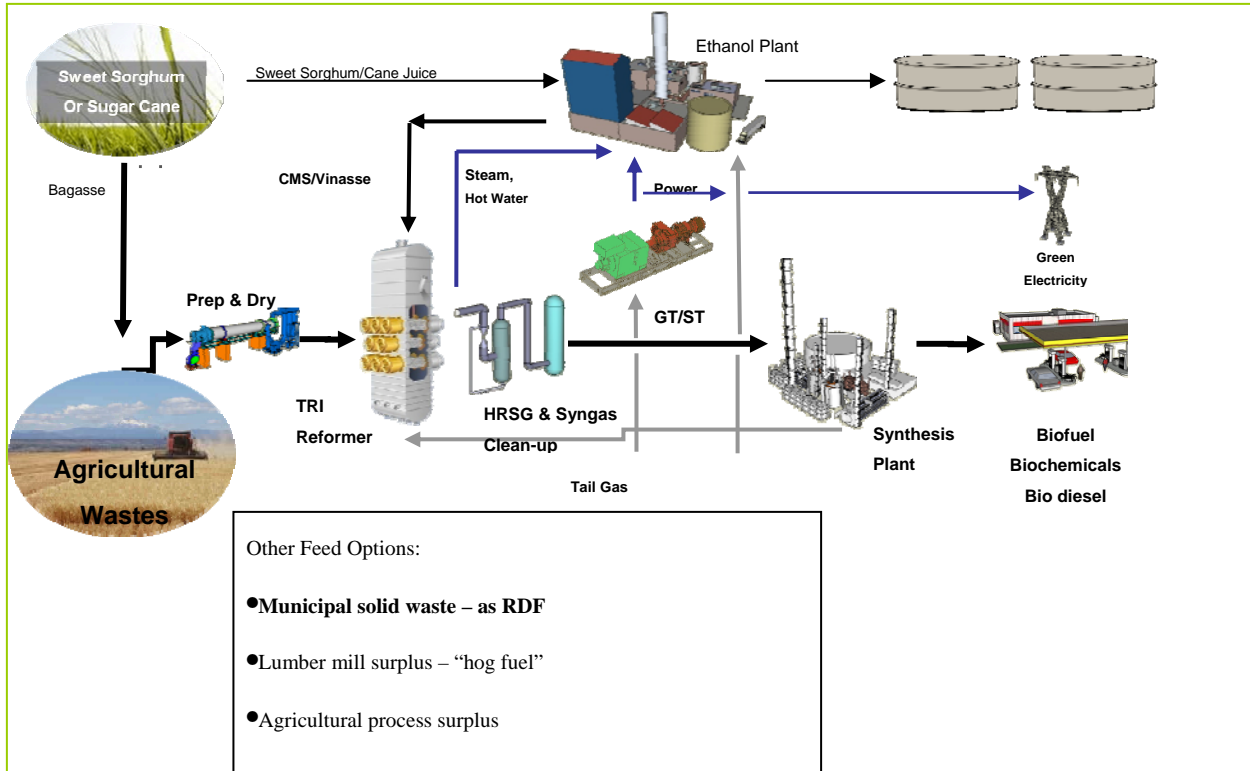 Ethanol Plant
Sweet Sorghum
Or Sugar Cane
Sweet Sorghum/Cane Juice
Bagasse
CMS/Vinasse
Steam,
Hot Water
Power
Green
Electricity
Prep & Dry
GT/ST
TRI
Reformer
HRSG & Syngas
Clean-up
Synthesis
Plant
Biofuel
Biochemicals
Bio diesel
Agricultural
Wastes
Tail Gas
Other Feed Options:
●Municipal solid waste – as RDF
●Lumber mill surplus – “hog fuel”
●Agricultural process surplus